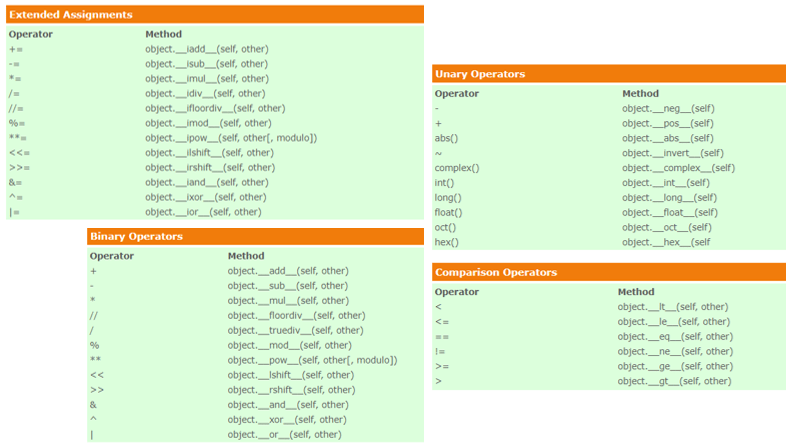 Extended Assignments
Operator Method
+= object.__iadd__(self, other)
-= object.__isub__(self, other)
*= object.__imul__(self, other)
/= object.__idiv__(self, other)
//= object.__ifloordiv__(self, other)
%= object.__imod__(self, other)
**= object.__ipow__(self, other[, modulo])
<<= object.__ilshift__(self, other)
>>= object.__irshift__(self, other)
&= object.__iand__(self, other)
^= object.__ixor__(self, other)
|= object.__ior__(self, other)
Binary Operators
Operator Method
+ object.__add__(self, other)
- object.__sub__(self, other)
* object.__mul__(self, other)
// object.__floordiv__(self, other)
/ object.__truediv__(self, other)
% object.__mod__(self, other)
** object.__pow__(self, other[, modulo])
<< object.__lshift__(self, other)
>> object.__rshift__(self, other)
& object.__and__(self, other)
^ object.__xor__(self, other)
| object.__or__(self, other)
Unary Operators
Operator Method
- object.__neg__(self)
+ object.__pos__(self)
abs() object.__abs__(self)
~ object.__invert__(self)
complex() object.__complex__(self)
int() object.__int__(self)
long() object.__long__(self)
float() object.__float__(self)
oct() object.__oct__(self)
hex() object.__hex__(self
Comparison Operators
Operator Method
< object.__lt__(self, other)
<= object.__le__(self, other)
== object.__eq__(self, other)
!= object.__ne__(self, other)
>= object.__ge__(self, other)
> object.__gt__(self, other)